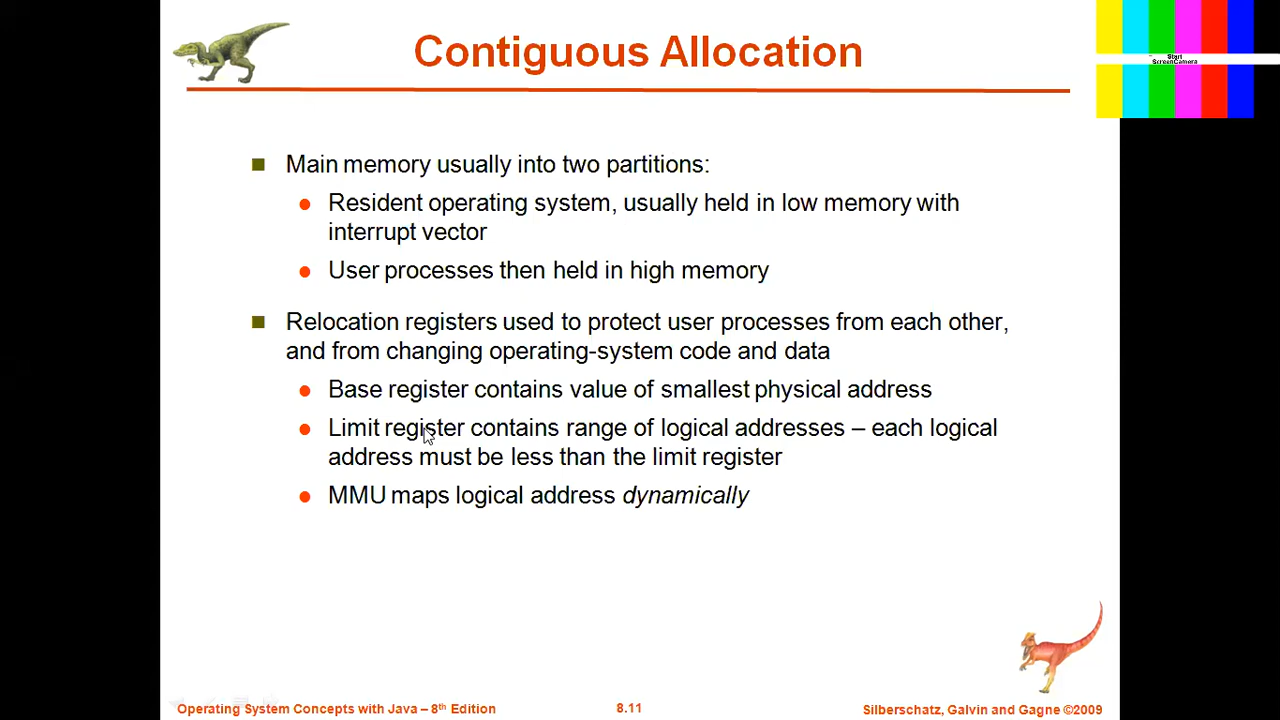 Contiguous Allocation
Start
ScreenCamera
Main memory usually into two partitions:
Resident operating system, usually held in low memory with
interrupt vector
User processes then held in high memory
Relocation registers used to protect user processes from each other,
and from changing operating-system code and data
Base register contains value of smallest physical address
Limit register contains range of logical addresses – each logical
address must be less than the limit register
MMU maps logical address dynamically
Operating System Concepts with Java – 8th Edition
8.11
Silberschatz, Galvin and Gagne ©2009